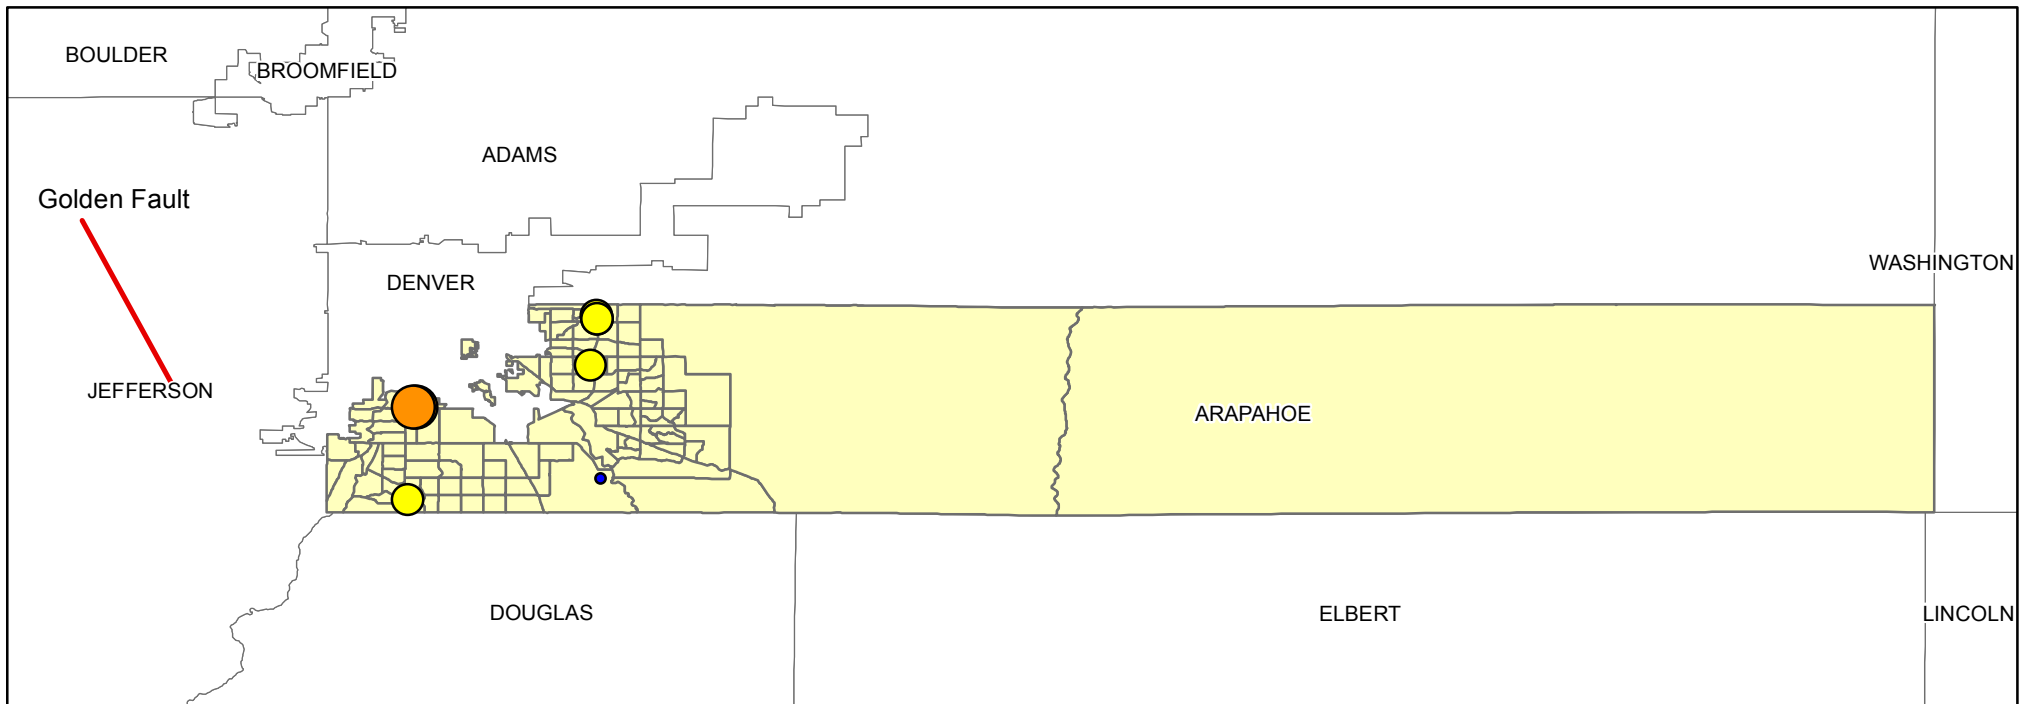 BOULDER
BROOMFIELD
ADAMS
Golden Fault
WASHINGTON
DENVER
JEFFERSON
ARAPAHOE
DOUGLAS
ELBERT
LINCOLN